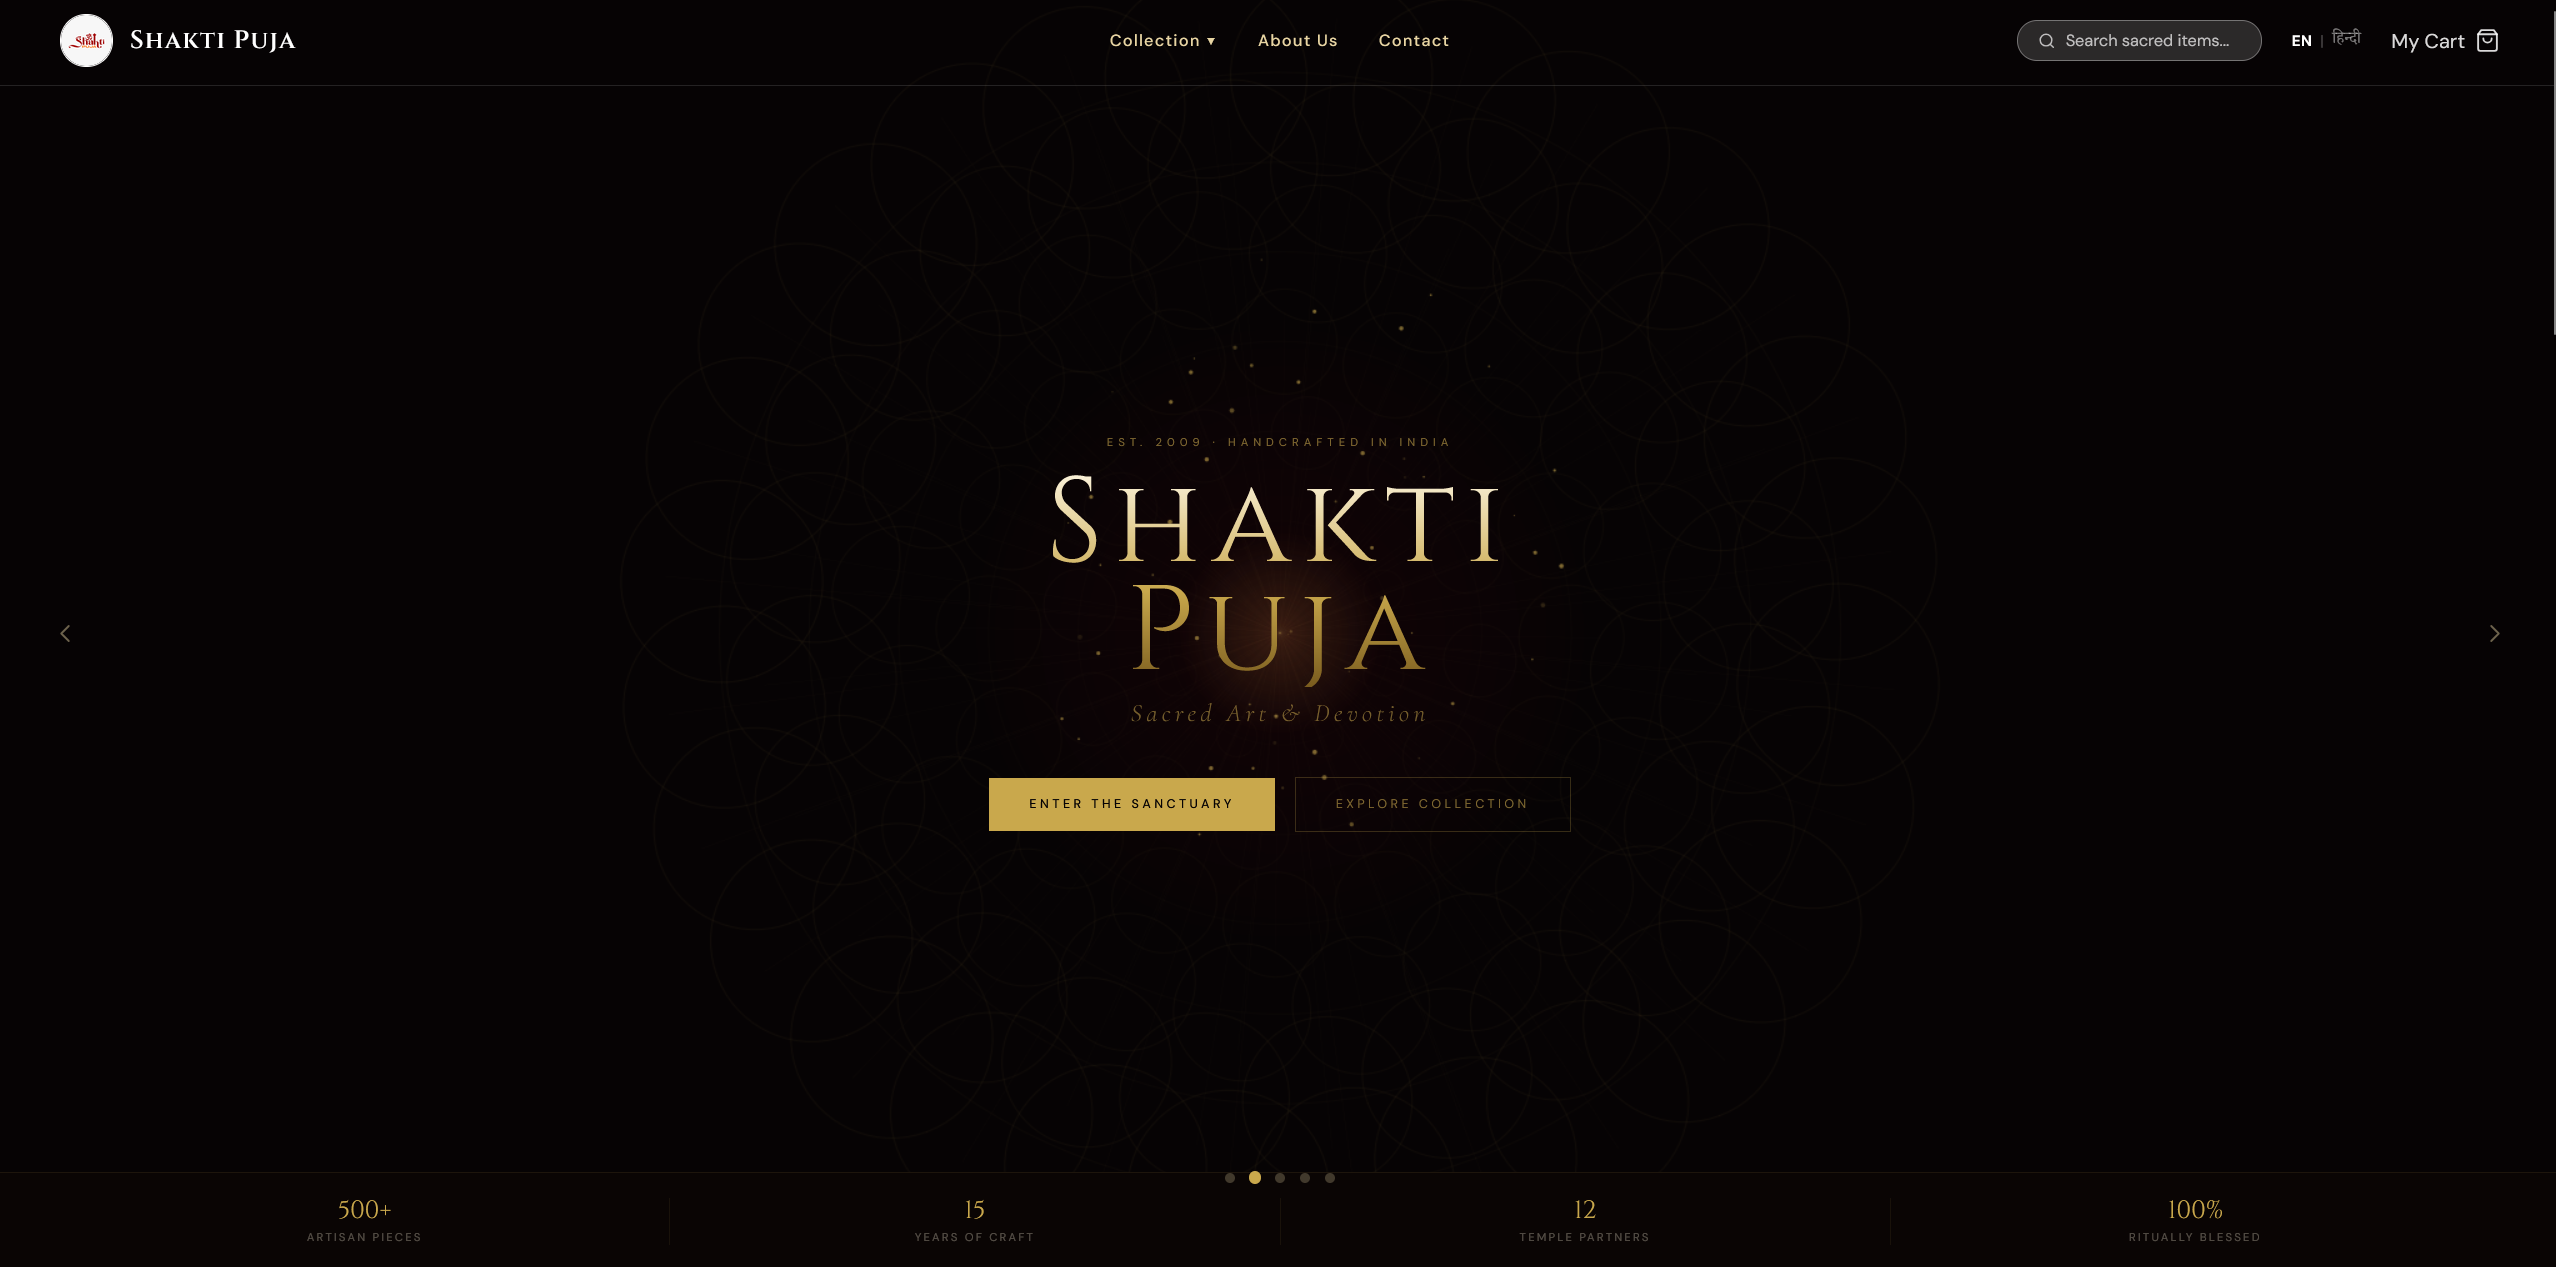 Shakti
Shakti Puja
Collection ▾
About Us
Contact
Search sacred items...
EN | हिन्दी
My Cart
EST. 2009 · HANDCRAFTED IN INDIA
SHAKTI
PUJA
Sacred Art & Devotion
ENTER THE SANCTUARY
EXPLORE COLLECTION
500+
ARTISAN PIECES
15
YEARS OF CRAFT
12
TEMPLE PARTNERS
100%
RITUALLY BLESSED